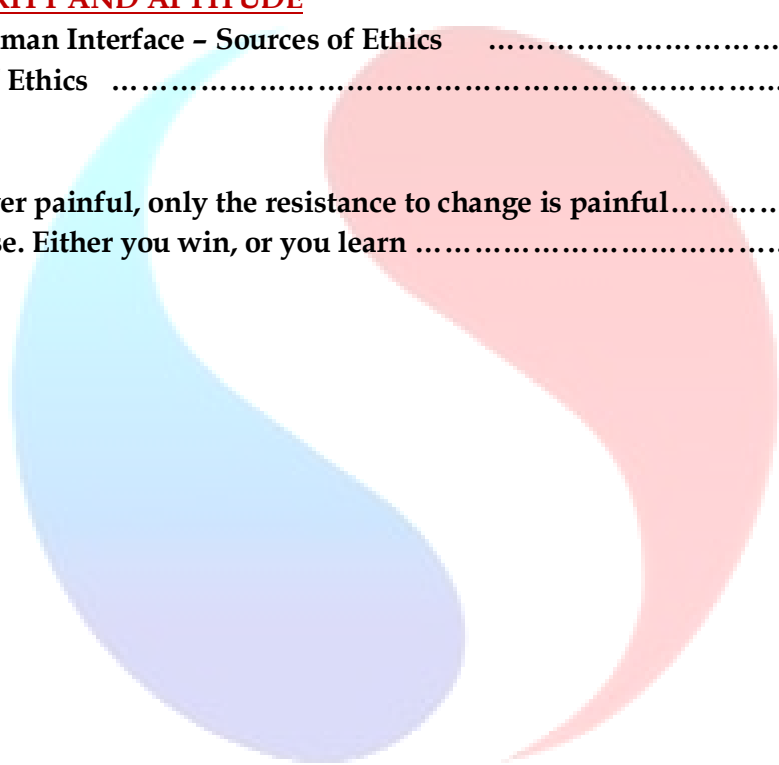 RITY AND APTITUDE
man Interface – Sources of Ethics …………………………
Ethics ……………………………………………………………
er painful, only the resistance to change is painful…………
se. Either you win, or you learn …………………………………